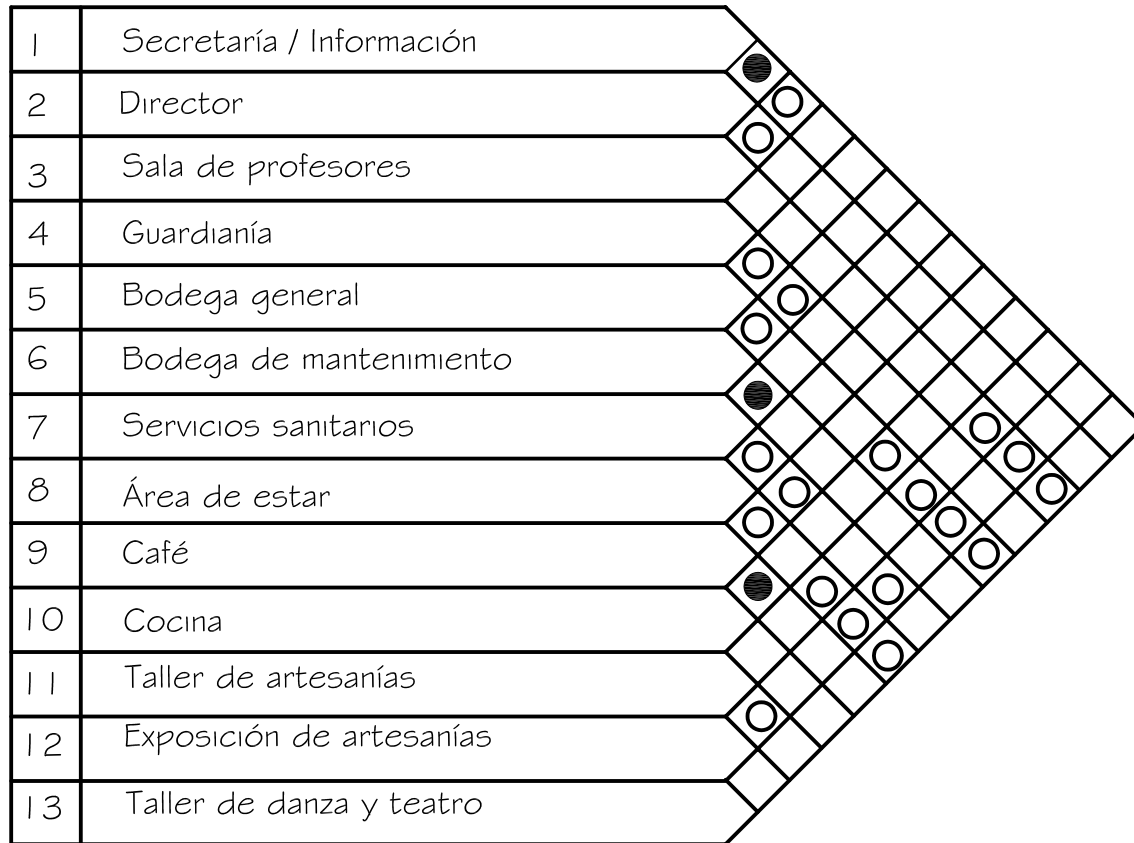 1 Secretaría / Información
2 Director
3 Sala de profesores
4 Guardianía
5 Bodega general
6 Bodega de mantenimiento
7 Servicios sanitarios
8 Área de estar
9 Café
10 Cocina
11 Taller de artesanías
12 Exposición de artesanías
13 Taller de danza y teatro